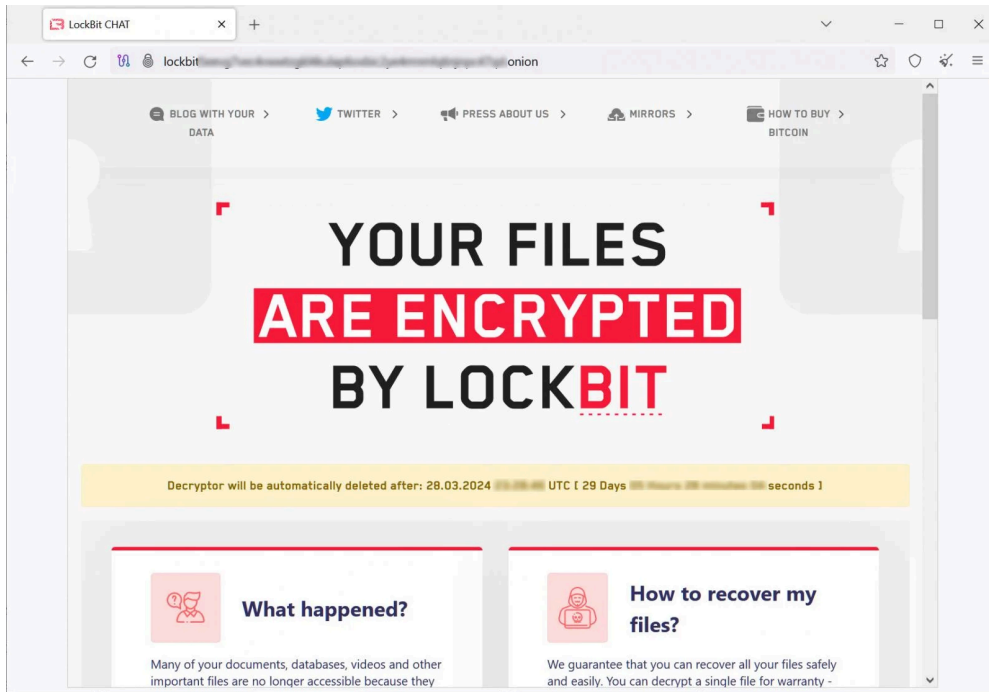 LockBit CHAT
lockbit onion
BLOG WITH YOUR DATA
TWITTER
PRESS ABOUT US
MIRRORS
HOW TO BUY BITCOIN
YOUR FILES
ARE ENCRYPTED
BY LOCKBIT
Decryptor will be automatically deleted after: 28.03.2024 UTC [ 29 Days seconds ]
What happened?
Many of your documents, databases, videos and other
important files are no longer accessible because they
How to recover my
files?
We guarantee that you can recover all your files safely
and easily. You can decrypt a single file for warranty -